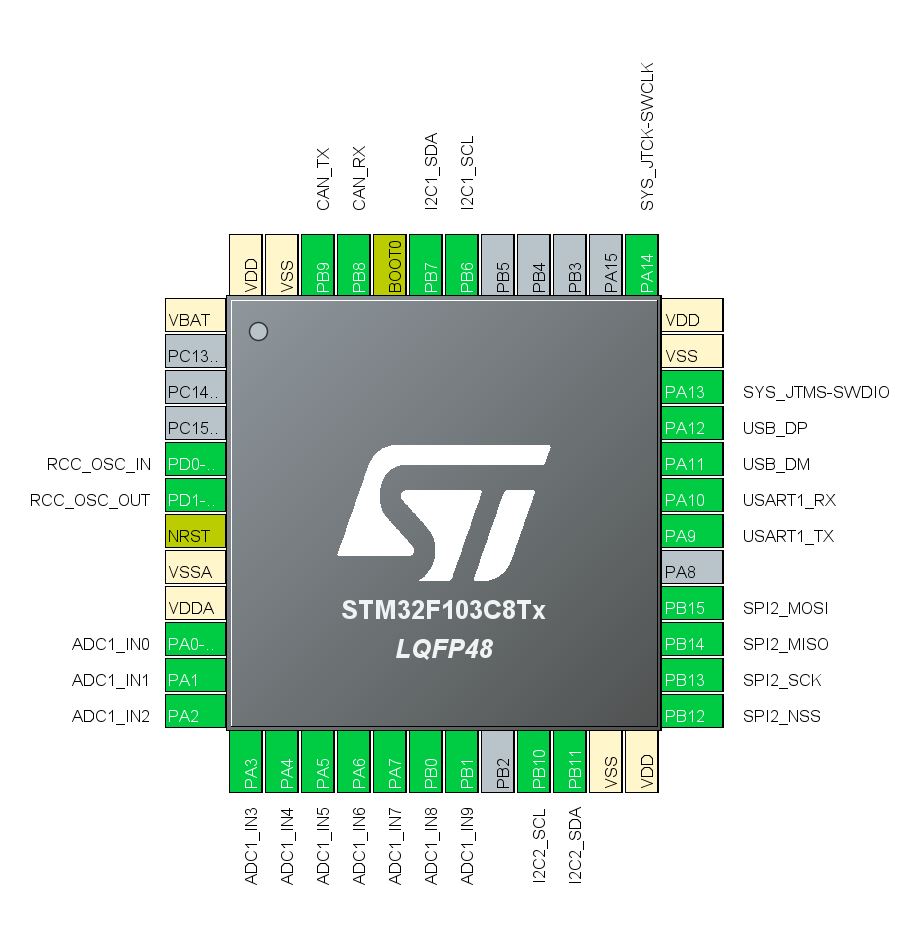 CAN_TX
CAN_RX
I2C1_SDA
I2C1_SCL
SYS_JTCK-SWCLK
VDD
VSS
PB9
PB8
BOOT0
PB7
PB6
PB5
PB4
PB3
PA15
PA14
VBAT
PC13..
PC14..
PC15..
RCC_OSC_IN PD0-..
RCC_OSC_OUT PD1-..
NRST
VSSA
VDDA
ADC1_IN0 PA0-..
ADC1_IN1 PA1
ADC1_IN2 PA2
ST
STM32F103C8Tx
LQFP48
VDD
VSS
PA13 SYS_JTMS-SWDIO
PA12 USB_DP
PA11 USB_DM
PA10 USART1_RX
PA9 USART1_TX
PA8
PB15 SPI2_MOSI
PB14 SPI2_MISO
PB13 SPI2_SCK
PB12 SPI2_NSS
PA3
PA4
PA5
PA6
PA7
PB0
PB1
PB2
PB10
PB11
VSS
VDD
ADC1_IN3
ADC1_IN4
ADC1_IN5
ADC1_IN6
ADC1_IN7
ADC1_IN8
ADC1_IN9
I2C2_SCL
I2C2_SDA